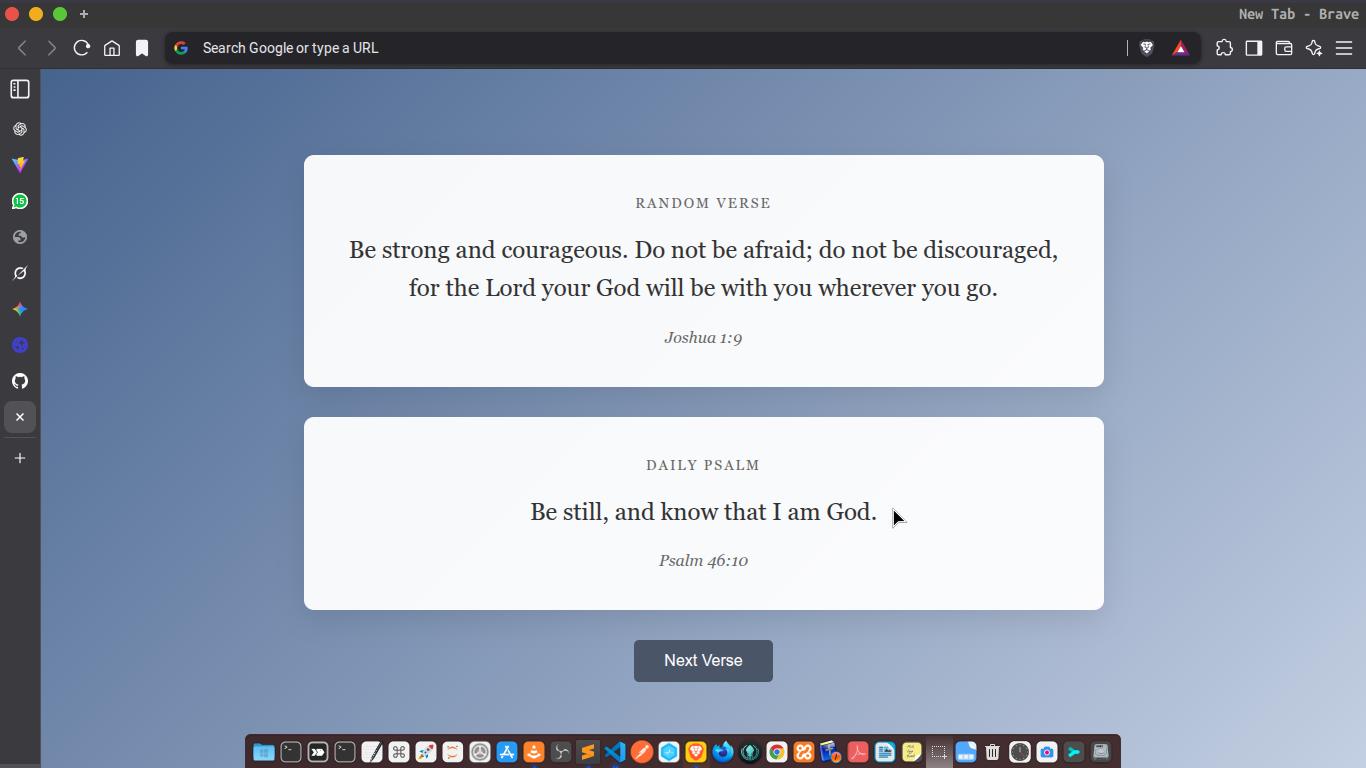 New Tab - Brave
Search Google or type a URL
15
RANDOM VERSE
Be strong and courageous. Do not be afraid; do not be discouraged,
for the Lord your God will be with you wherever you go.
Joshua 1:9
DAILY PSALM
Be still, and know that I am God.
Psalm 46:10
Next Verse